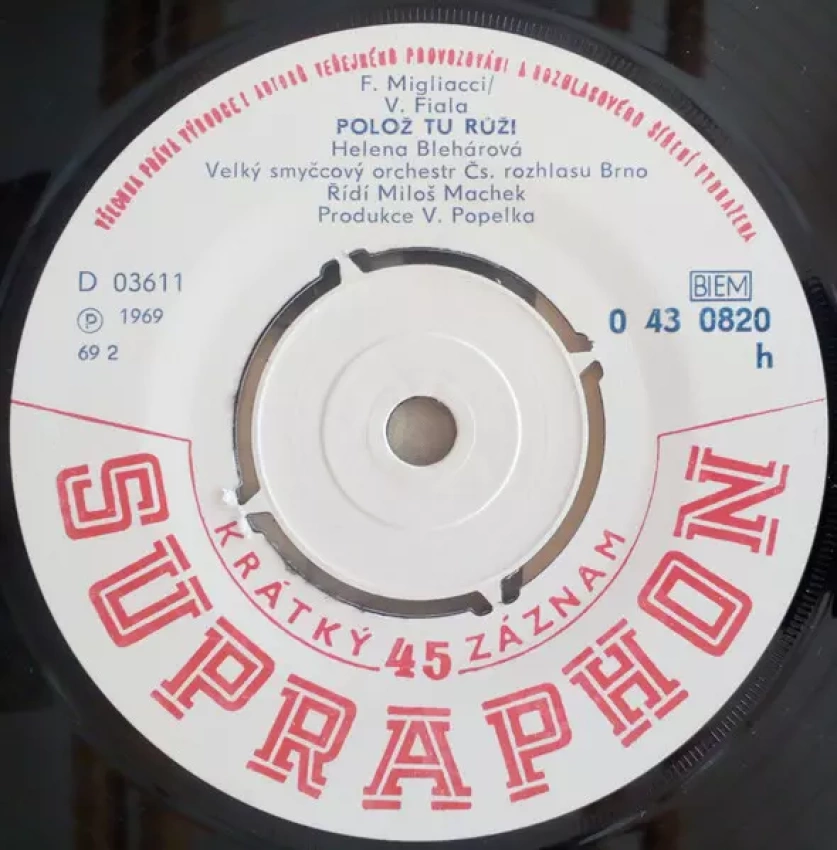 VŠECHNA PRÁVA VÝROBCE I AUTORŮ VEŘEJNÉHO PROVOZOVÁNÍ A ROZHLASOVÉHO ŠÍŘENÍ VYHRAŽENA
F. Migliacci/
V. Fiala
POLOŽ TU RŮŽI
Helena Blehárová
Velký smyčcový orchestr Čs. rozhlasu Brno
Řídí Miloš Machek
Produkce V. Popelka
D 03611
BIEM
Ⓟ 1969
0 43 0820
69 2
h
KRÁTKÝ 45 ZÁZNAM
SUPRAPHON